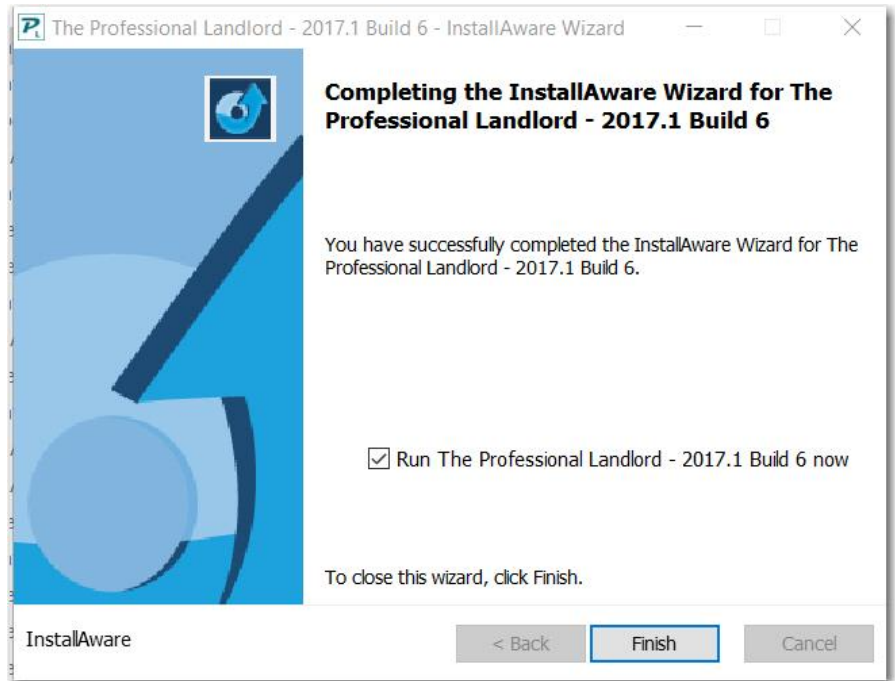 The Professional Landlord - 2017.1 Build 6 - InstallAware Wizard
Completing the InstallAware Wizard for The
Professional Landlord - 2017.1 Build 6
You have successfully completed the InstallAware Wizard for The
Professional Landlord - 2017.1 Build 6.
Run The Professional Landlord - 2017.1 Build 6 now
To close this wizard, click Finish.
InstallAware
< Back
Finish
Cancel